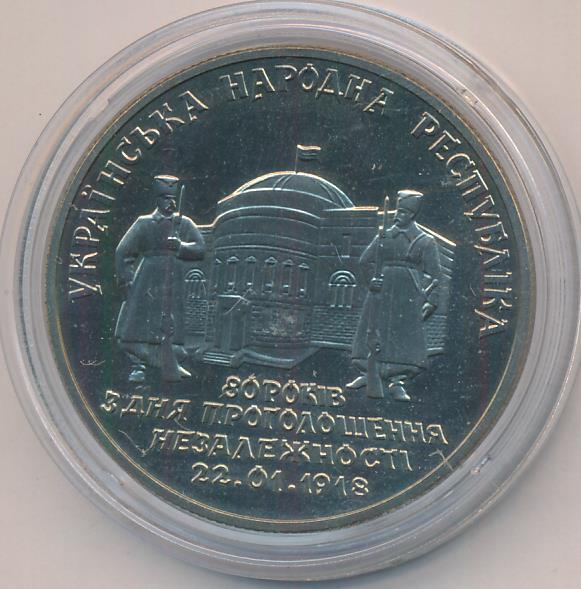 УКРАЇНСЬКА НАРОДНА РЕСПУБЛІКА
80 РОКІВ
З ДНЯ ПРОГОЛОШЕННЯ
НЕЗАЛЕЖНОСТІ
22.01.1918